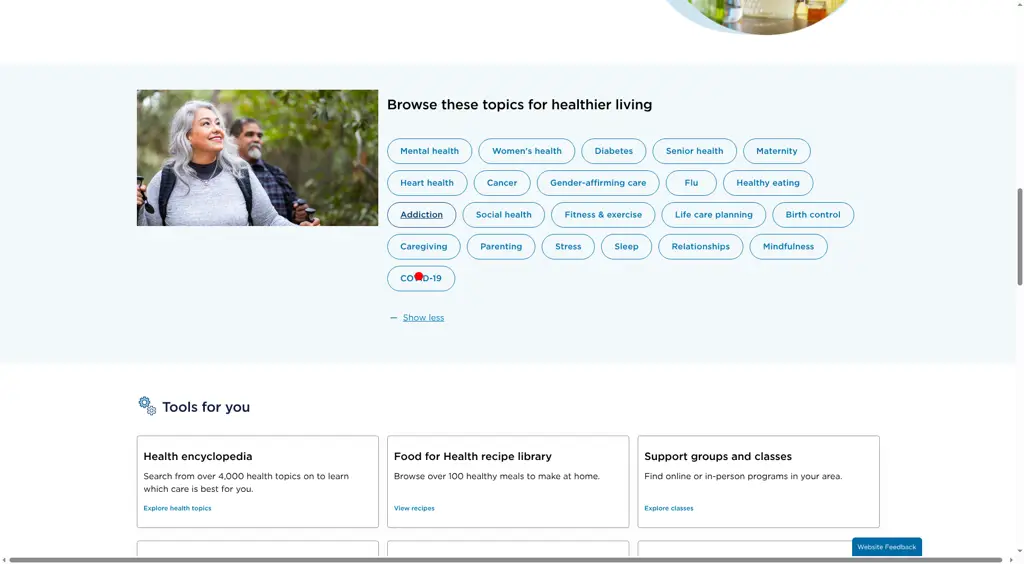 Browse these topics for healthier living
Mental health Women's health Diabetes Senior health Maternity
Heart health Cancer Gender-affirming care Flu Healthy eating
Addiction Social health Fitness & exercise Life care planning Birth control
Caregiving Parenting Stress Sleep Relationships Mindfulness
COVID-19
Show less
Tools for you
Health encyclopedia
Search from over 4,000 health topics on to learn
which care is best for you.
Explore health topics
Food for Health recipe library
Browse over 100 healthy meals to make at home.
View recipes
Support groups and classes
Find online or in-person programs in your area.
Explore classes
Website Feedback